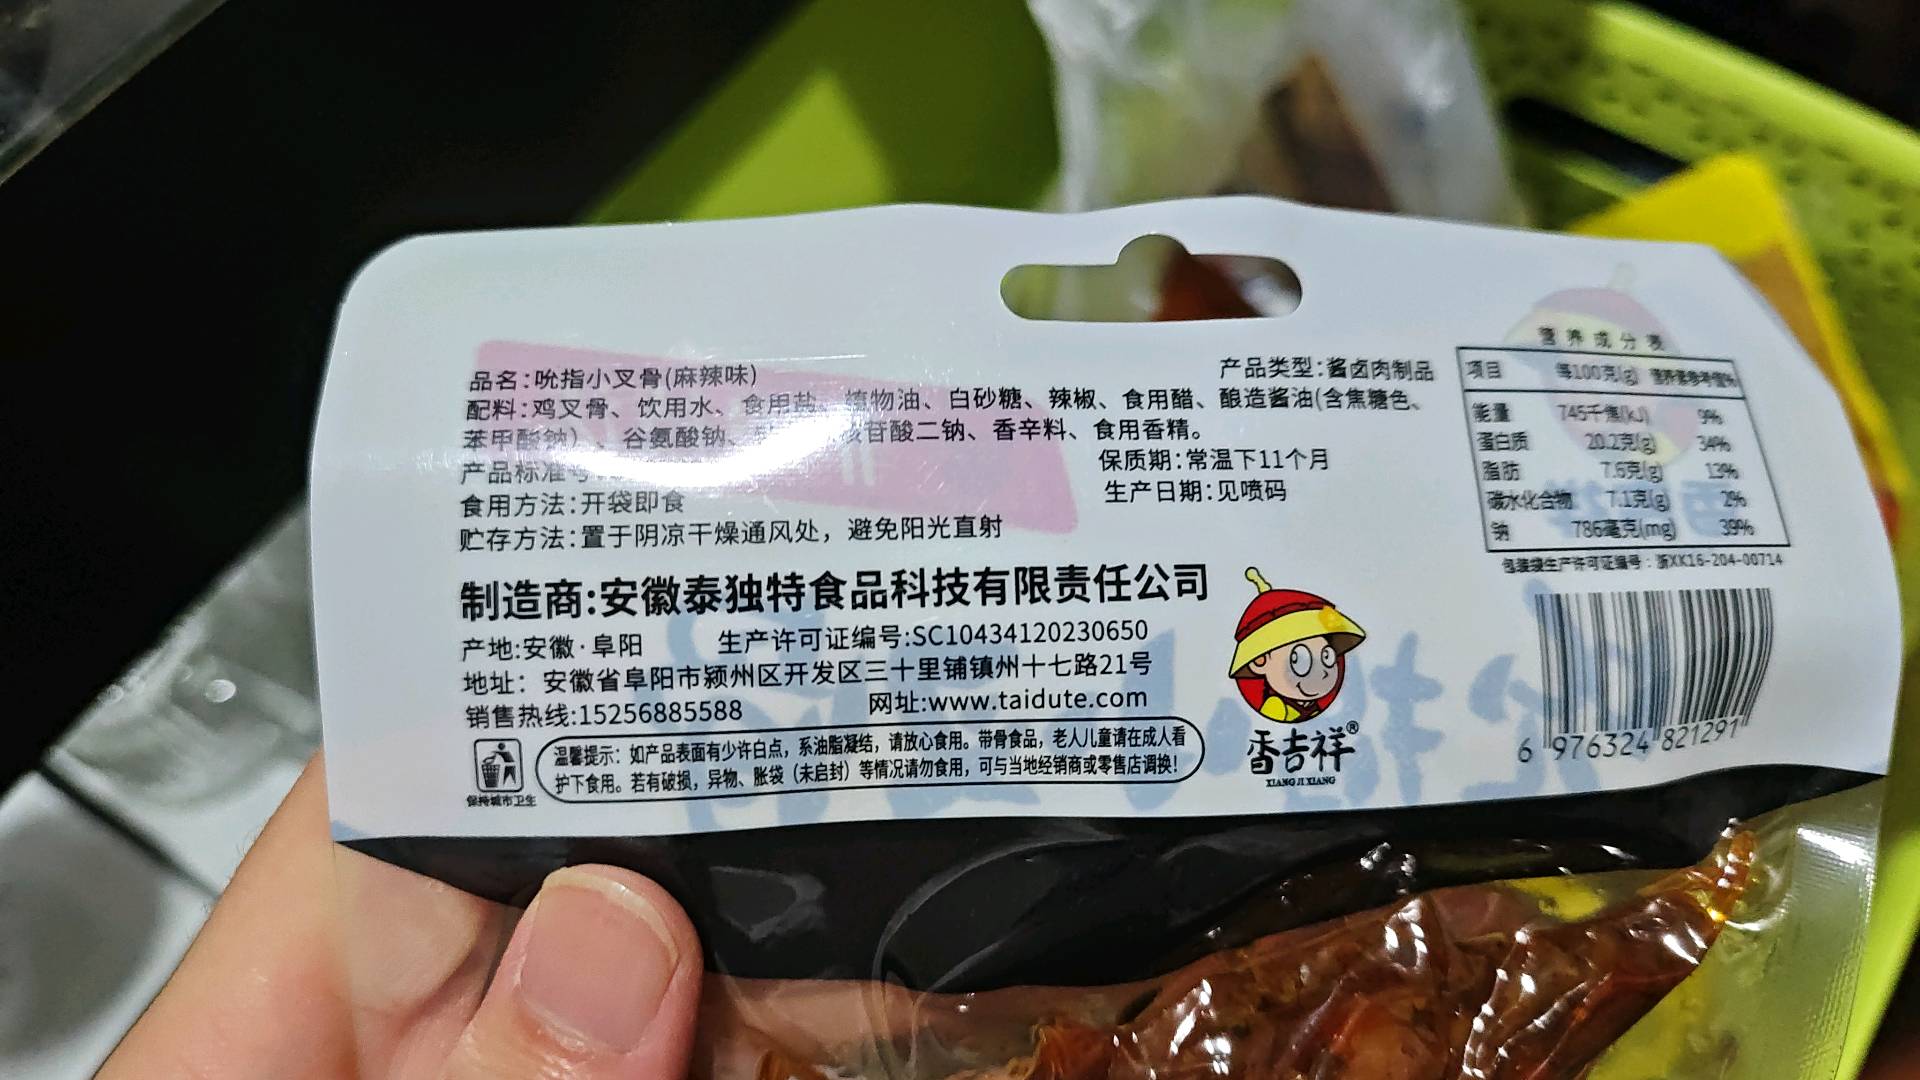 品名:吮指小叉骨(麻辣味)
产品类型:酱卤肉制品
配料:鸡叉骨、饮用水、食用盐、植物油、白砂糖、辣椒、食用醋、酿造酱油(含焦糖色、
苯甲酸钠)、谷氨酸钠、 核苷酸二钠、香辛料、食用香精。
产品标准号
保质期:常温下11个月
食用方法:开袋即食
生产日期:见喷码
贮存方法:置于阴凉干燥通风处,避免阳光直射
制造商:安徽泰独特食品科技有限责任公司
产地:安徽·阜阳 生产许可证编号:SC10434120230650
地址:安徽省阜阳市颍州区开发区三十里铺镇州十七路21号
销售热线:15256885588 网址:www.taidute.com
保持城市卫生
温馨提示:如产品表面有少许白点,系油脂凝结,请放心食用。带骨食品,老人儿童请在成人看
护下食用。若有破损,异物、胀袋(未启封)等情况请勿食用,可与当地经销商或零售店调换!
香吉祥®
XIANG JI XIANG
营养成分表
项目 每100克(g) 营养素参考值%
能量 745千焦(kJ) 9%
蛋白质 20.2克(g) 34%
脂肪 7.6克(g) 13%
碳水化合物 7.1克(g) 2%
钠 786毫克(mg) 39%
包装袋生产许可证编号:浙XK16-204-00714
6 976324 821291